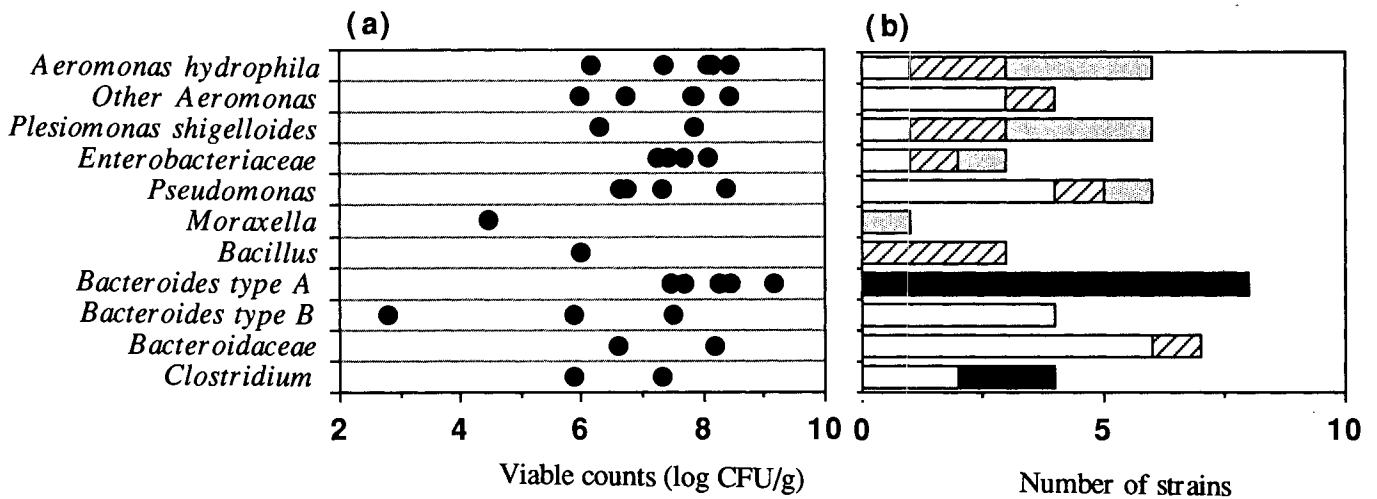 (a) (b)
Aeromonas hydrophila
Other Aeromonas
Plesiomonas shigelloides
Enterobacteriaceae
Pseudomonas
Moraxella
Bacillus
Bacteroides type A
Bacteroides type B
Bacteroidaceae
Clostridium
2 4 6 8 10 0 5 10
Viable counts (log CFU/g) Number of strains